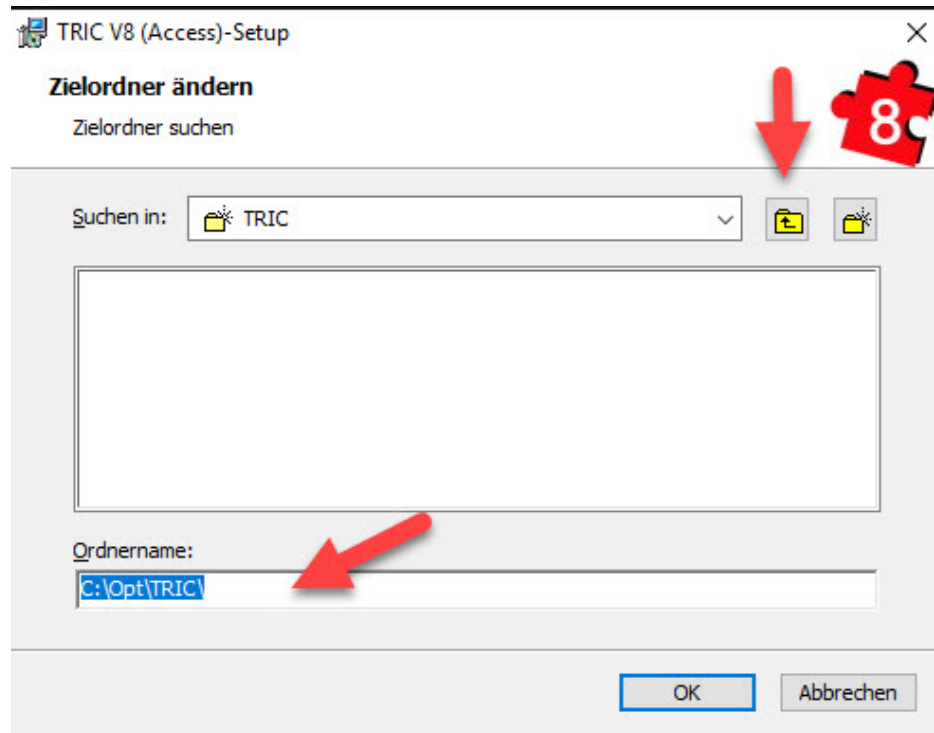 TRIC V8 (Access)-Setup
Zielordner ändern
Zielordner suchen
8
Suchen in:
TRIC
Ordnername:
C:\Opt\TRIC\
OK
Abbrechen